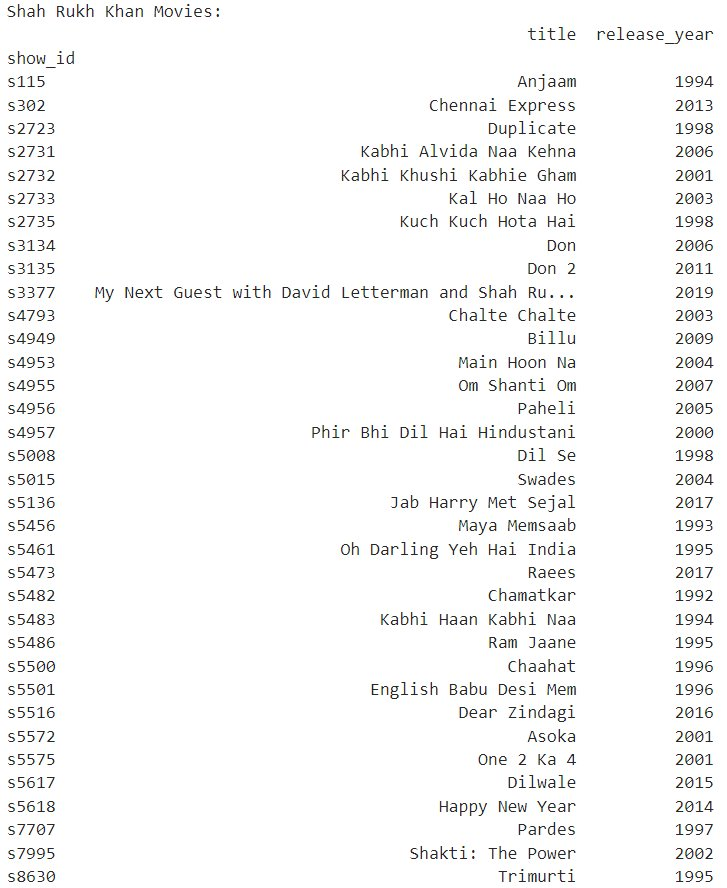 Shah Rukh Khan Movies:
title release_year
show_id
s115 Anjaam 1994
s302 Chennai Express 2013
s2723 Duplicate 1998
s2731 Kabhi Alvida Naa Kehna 2006
s2732 Kabhi Khushi Kabhie Gham 2001
s2733 Kal Ho Naa Ho 2003
s2735 Kuch Kuch Hota Hai 1998
s3134 Don 2006
s3135 Don 2 2011
s3377 My Next Guest with David Letterman and Shah Ru... 2019
s4793 Chalte Chalte 2003
s4949 Billu 2009
s4953 Main Hoon Na 2004
s4955 Om Shanti Om 2007
s4956 Paheli 2005
s4957 Phir Bhi Dil Hai Hindustani 2000
s5008 Dil Se 1998
s5015 Swades 2004
s5136 Jab Harry Met Sejal 2017
s5456 Maya Memsaab 1993
s5461 Oh Darling Yeh Hai India 1995
s5473 Raees 2017
s5482 Chamatkar 1992
s5483 Kabhi Haan Kabhi Naa 1994
s5486 Ram Jaane 1995
s5500 Chaahat 1996
s5501 English Babu Desi Mem 1996
s5516 Dear Zindagi 2016
s5572 Asoka 2001
s5575 One 2 Ka 4 2001
s5617 Dilwale 2015
s5618 Happy New Year 2014
s7707 Pardes 1997
s7995 Shakti: The Power 2002
s8630 Trimurti 1995